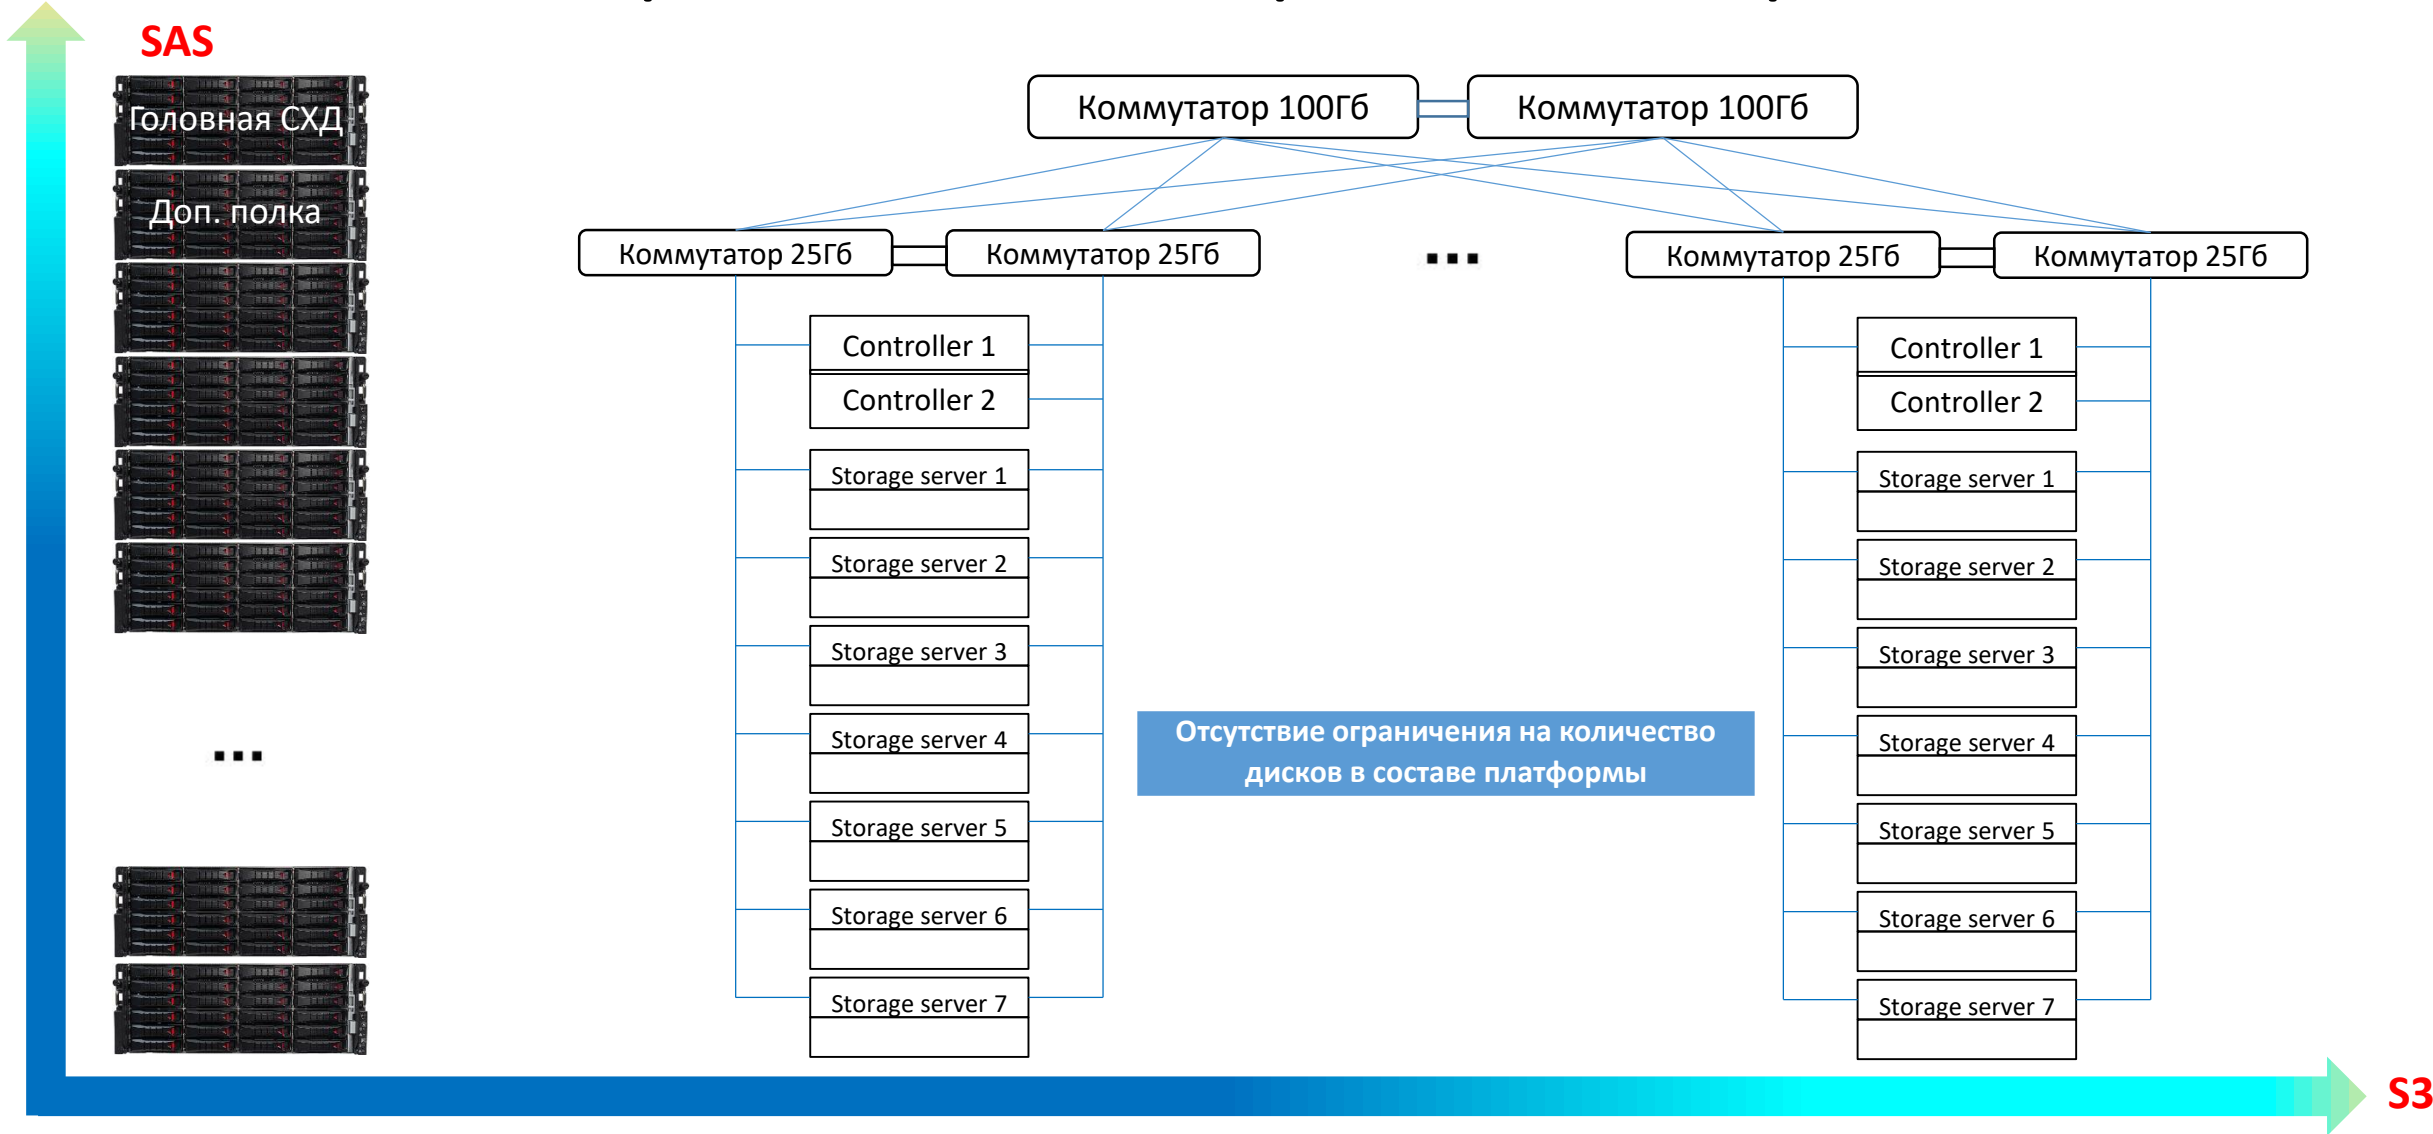 SAS
Головная СХД
Доп. полка
...
Коммутатор 100Гб
Коммутатор 100Гб
Коммутатор 25Гб
Коммутатор 25Гб
...
Коммутатор 25Гб
Коммутатор 25Гб
Controller 1
Controller 2
Storage server 1
Storage server 2
Storage server 3
Storage server 4
Storage server 5
Storage server 6
Storage server 7
Отсутствие ограничения на количество
дисков в составе платформы
Controller 1
Controller 2
Storage server 1
Storage server 2
Storage server 3
Storage server 4
Storage server 5
Storage server 6
Storage server 7
S3